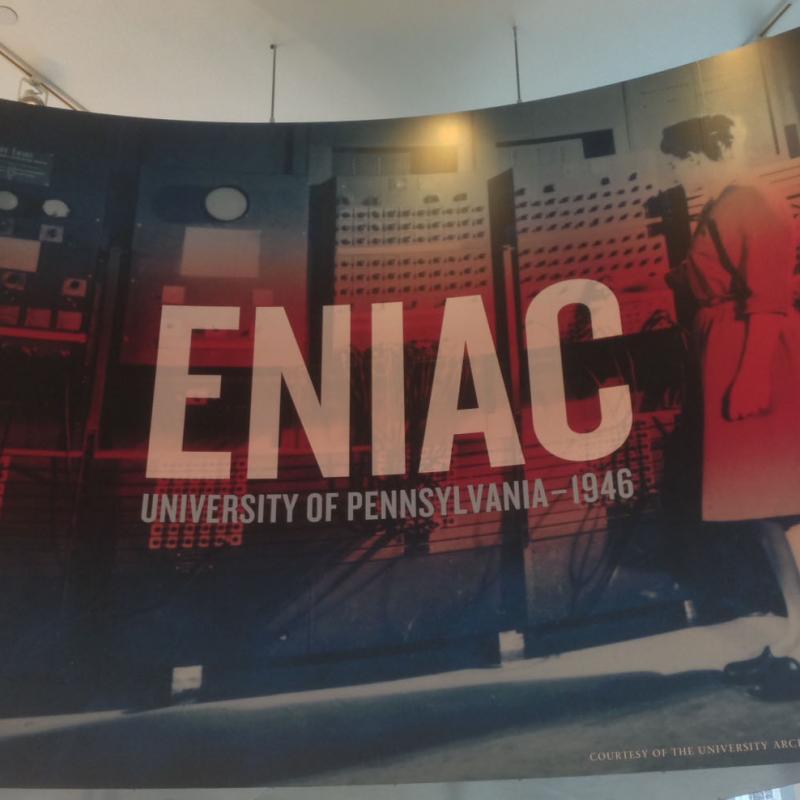 ENIAC
UNIVERSITY OF PENNSYLVANIA–1946
COURTESY OF THE UNIVERSITY